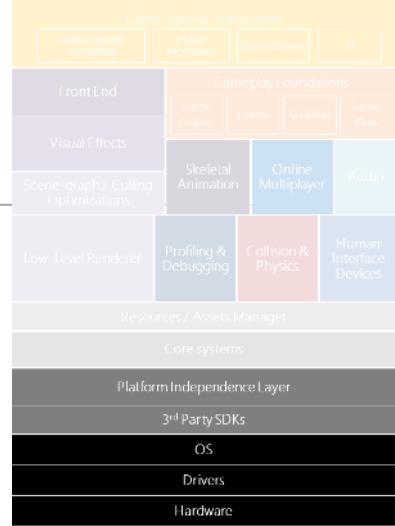 Game-Specific Subsystems
Game-Specific
Rendering
Player
Mechanics
Game Camera
AI
Front End
Gameplay Foundations
Game
Objects
Events
Scripting
Game
Flow
Visual Effects
Skeletal
Animation
Online
Multiplayer
Audio
Scene-graph / Culling
Optimizations
Low-Level Renderer
Profiling &
Debugging
Collision &
Physics
Human
Interface
Devices
Resources / Assets Manager
Core systems
Platform Independence Layer
3rd Party SDKs
OS
Drivers
Hardware